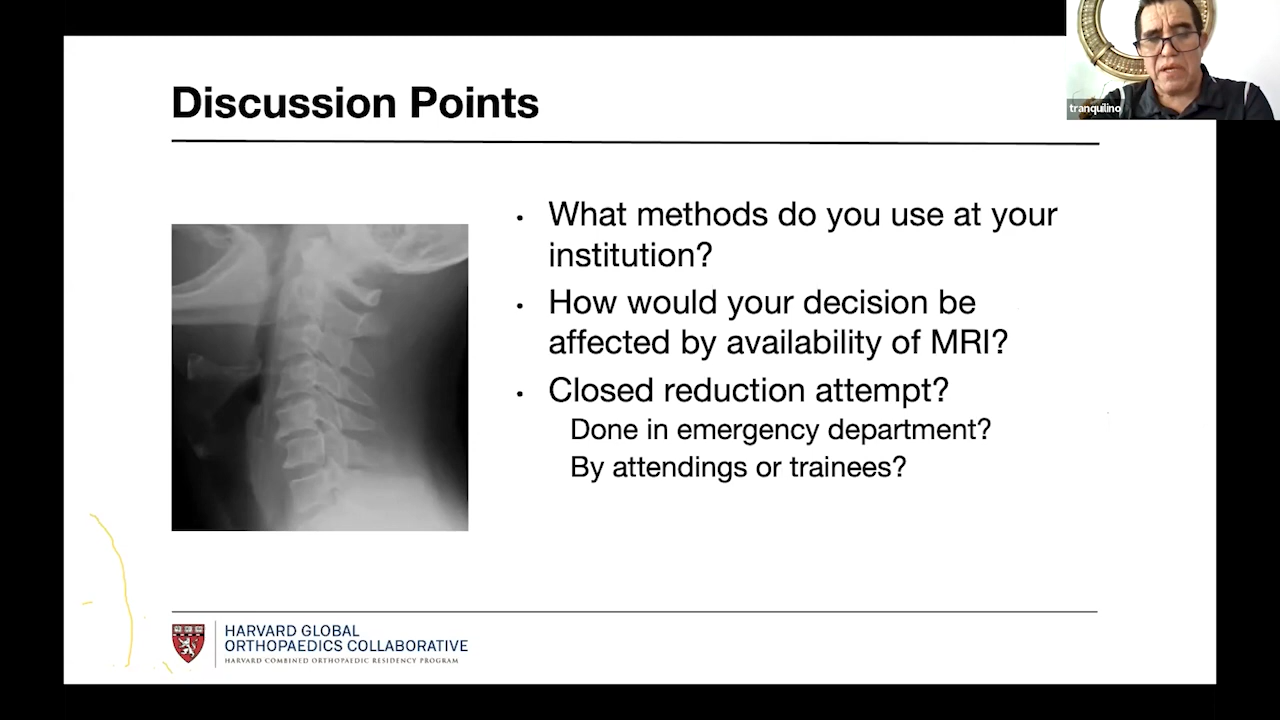 tranquilino
Discussion Points
• What methods do you use at your
institution?
• How would your decision be
affected by availability of MRI?
• Closed reduction attempt?
Done in emergency department?
By attendings or trainees?
HARVARD GLOBAL
ORTHOPAEDICS COLLABORATIVE
HARVARD COMBINED ORTHOPAEDIC RESIDENCY PROGRAM